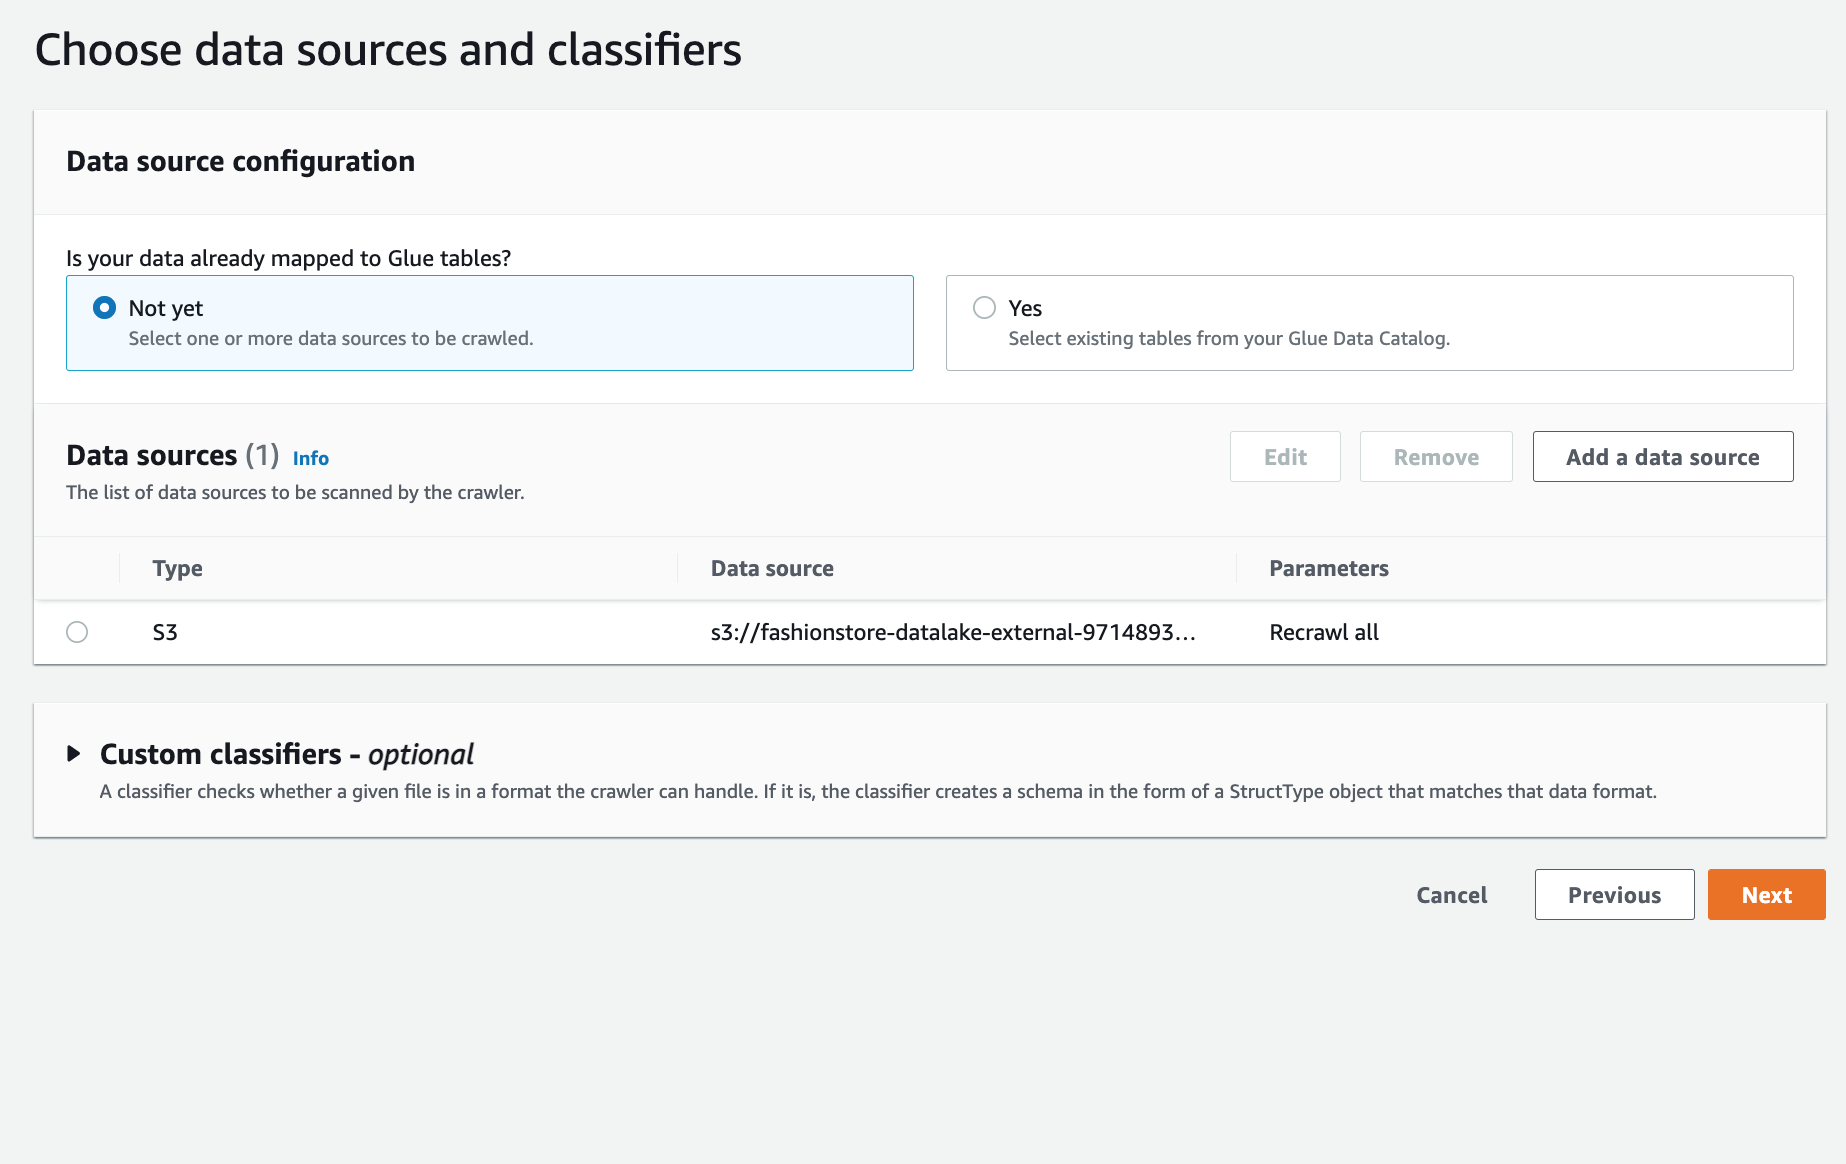 Choose data sources and classifiers
Data source configuration
Is your data already mapped to Glue tables?
Not yet
Select one or more data sources to be crawled.
Yes
Select existing tables from your Glue Data Catalog.
Data sources (1) Info
The list of data sources to be scanned by the crawler.
Edit
Remove
Add a data source
Type
Data source
Parameters
S3
s3://fashionstore-datalake-external-9714893...
Recrawl all
Custom classifiers - optional
A classifier checks whether a given file is in a format the crawler can handle. If it is, the classifier creates a schema in the form of a StructType object that matches that data format.
Cancel
Previous
Next